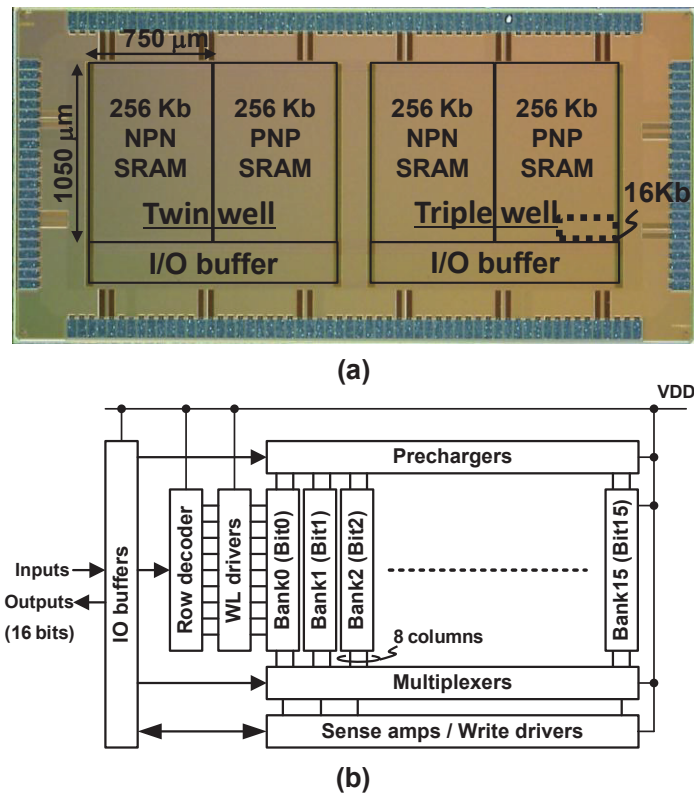 750 μm
1050 μm
256 Kb
NPN
SRAM
256 Kb
PNP
SRAM
Twin well
I/O buffer
256 Kb
NPN
SRAM
256 Kb
PNP
SRAM
Triple well
16Kb
I/O buffer
(a)
VDD
Prechargers
IO buffers
Row decoder
WL drivers
Bank0 (Bit0)
Bank1 (Bit1)
Bank2 (Bit2)
Bank15 (Bit15)
Inputs
Outputs
(16 bits)
8 columns
Multiplexers
Sense amps / Write drivers
(b)